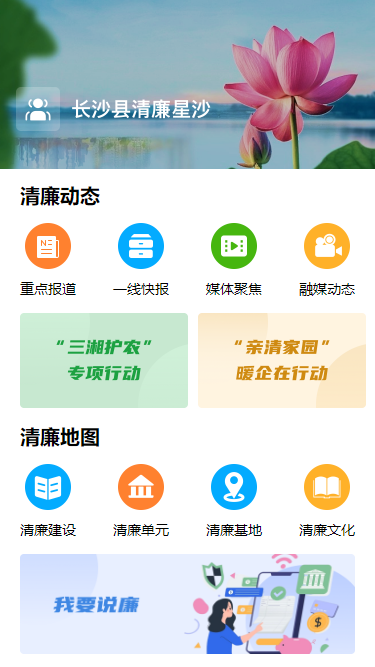 长沙县清廉星沙
清廉动态
重点报道 一线快报 媒体聚焦 融媒动态
“三湘护农”
专项行动
“亲清家园”
暖企在行动
清廉地图
清廉建设 清廉单元 清廉基地 清廉文化
我要说廉